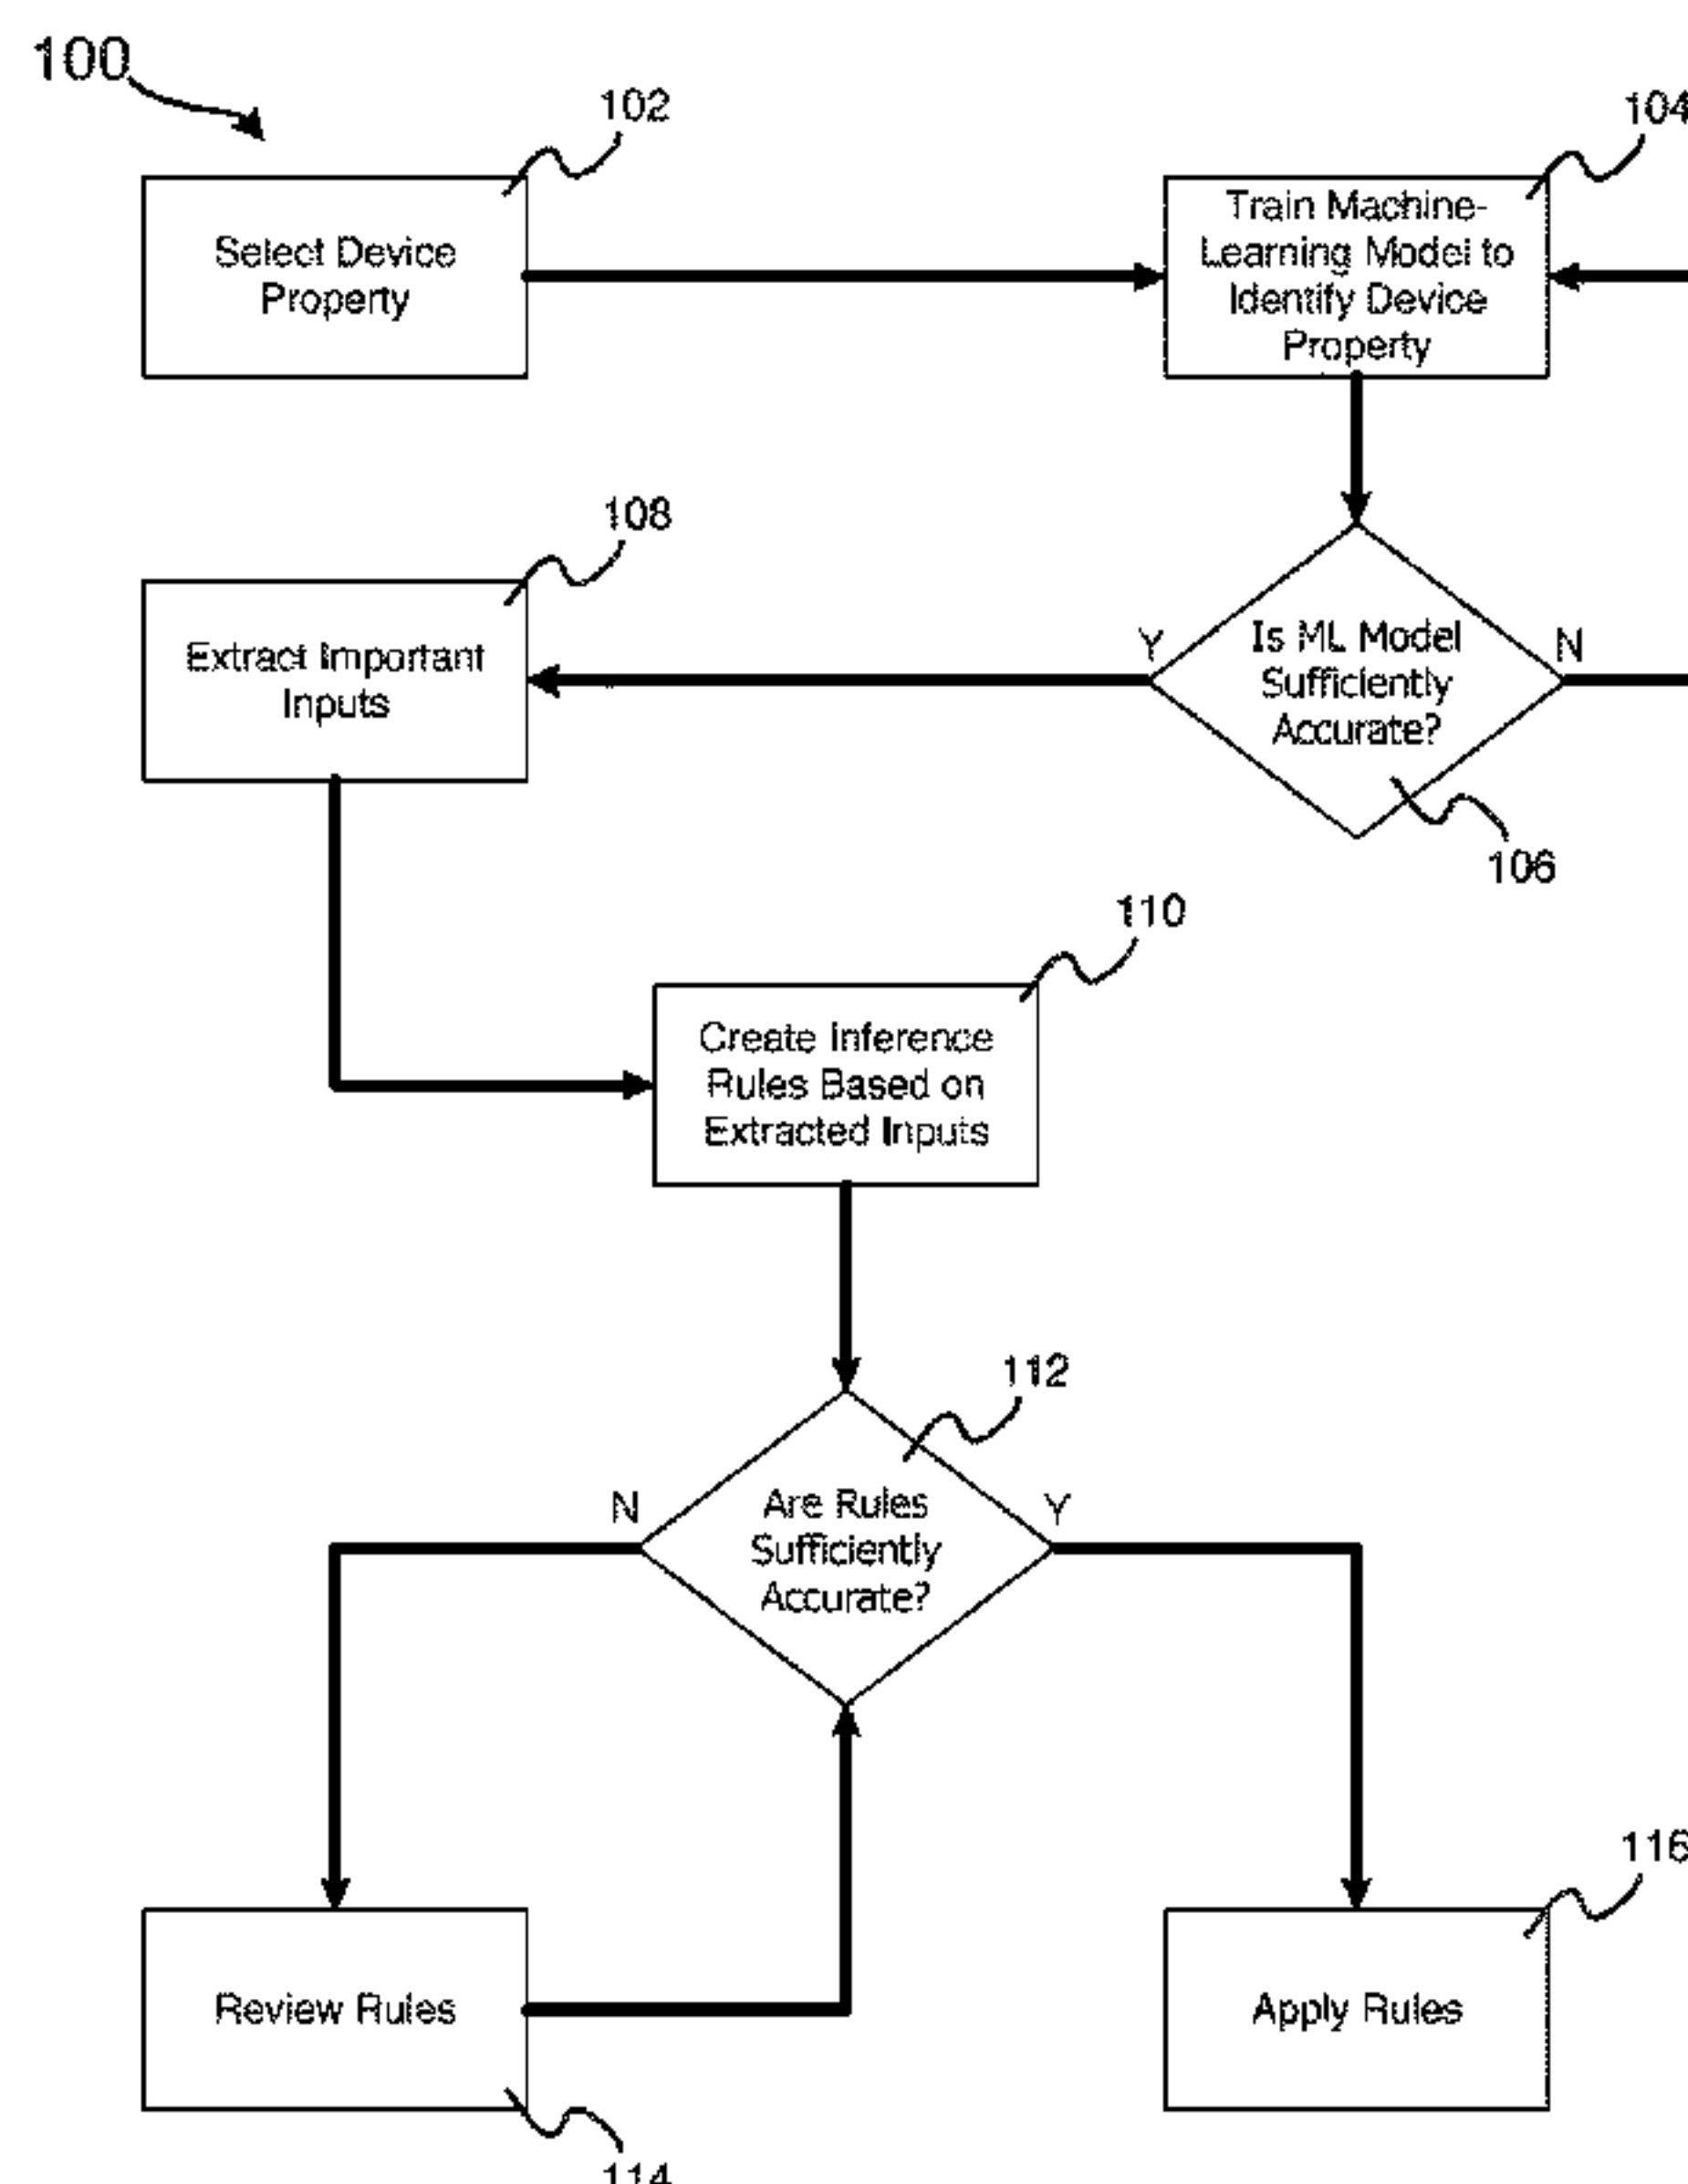 100
102
104
Select Device
Property
Train Machine-
Learning Model to
Identify Device
Property
108
Extract Important
Inputs
Y
Is ML Model
Sufficiently
Accurate?
N
106
110
Create Inference
Rules Based on
Extracted Inputs
112
N
Are Rules
Sufficiently
Accurate?
Y
116
Review Rules
Apply Rules
114